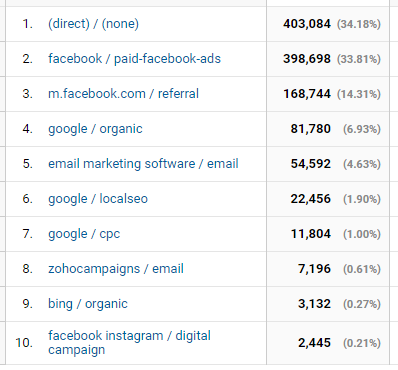 1. (direct) / (none) 403,084 (34.18%)
2. facebook / paid-facebook-ads 398,698 (33.81%)
3. m.facebook.com / referral 168,744 (14.31%)
4. google / organic 81,780 (6.93%)
5. email marketing software / email 54,592 (4.63%)
6. google / localseo 22,456 (1.90%)
7. google / cpc 11,804 (1.00%)
8. zohocampaigns / email 7,196 (0.61%)
9. bing / organic 3,132 (0.27%)
10. facebook instagram / digital
campaign 2,445 (0.21%)